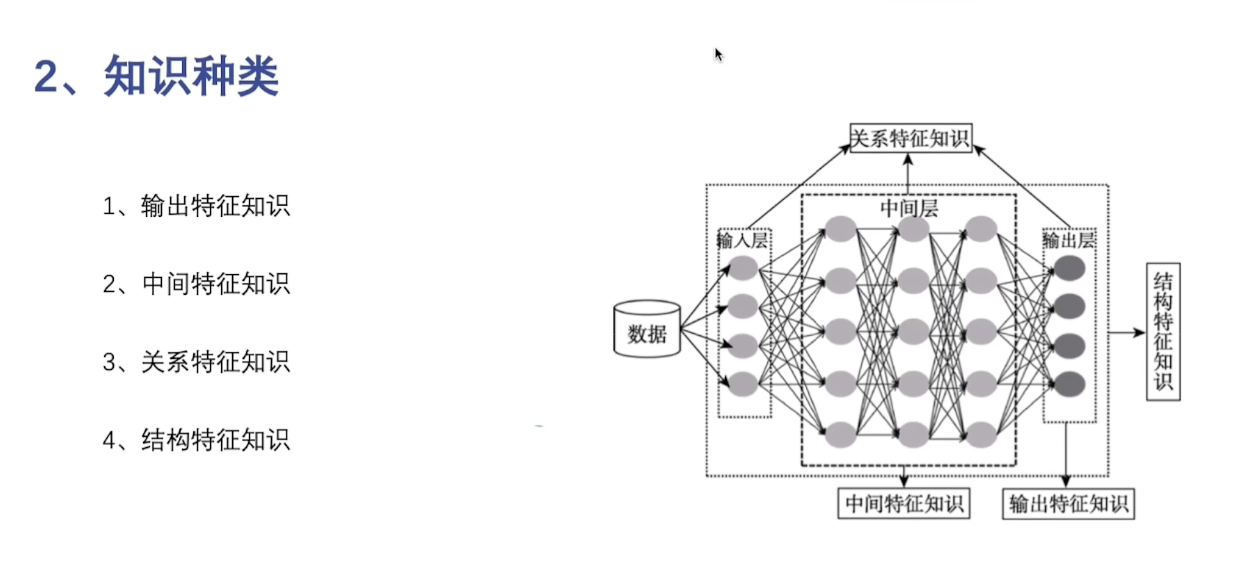 2、知识种类
1、输出特征知识
2、中间特征知识
3、关系特征知识
4、结构特征知识
关系特征知识
中间层
输入层
输出层
数据
结构特征知识
中间特征知识
输出特征知识